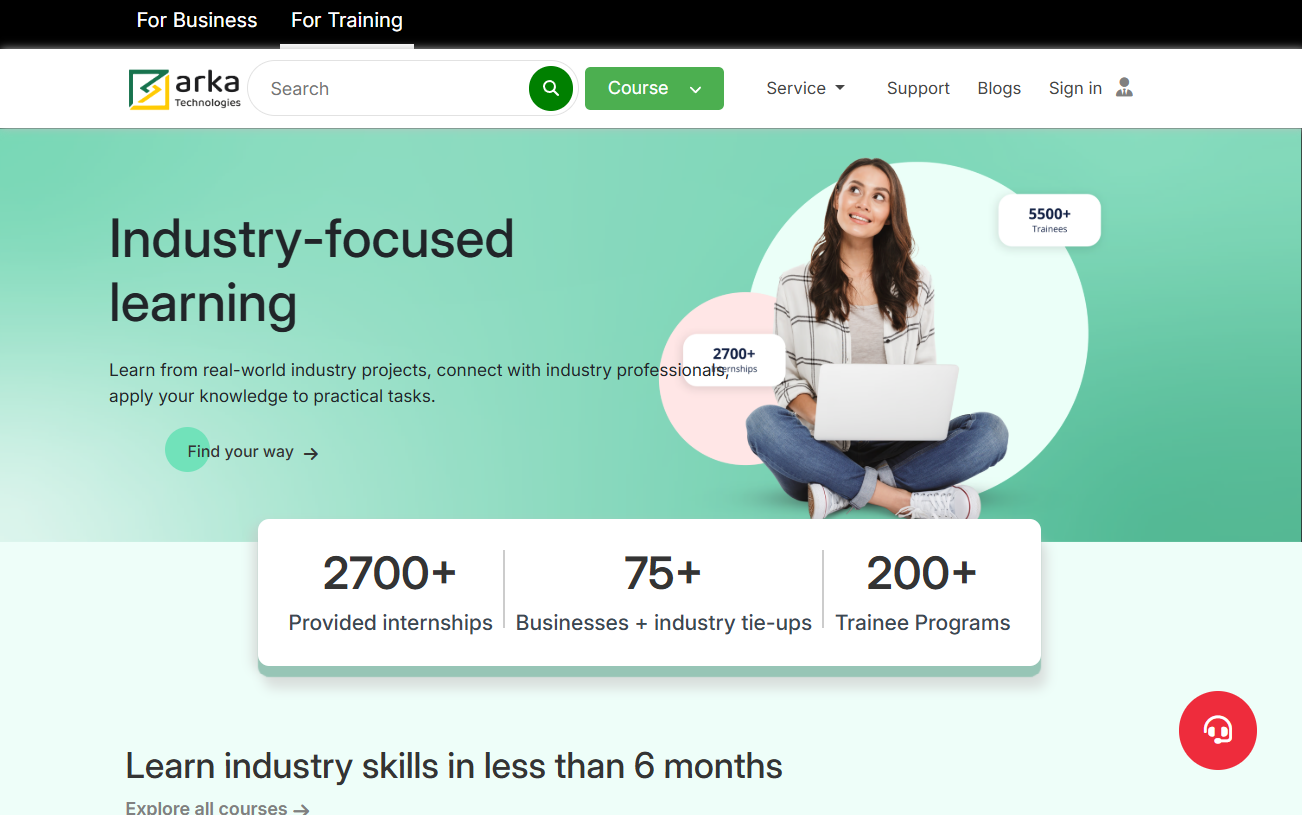 For Business For Training
arka
Technologies
Search
Course
Service
Support
Blogs
Sign in
Industry-focused
learning
Learn from real-world industry projects, connect with industry professionals,
apply your knowledge to practical tasks.
Find your way →
5500+
Trainees
2700+
Internships
2700+
Provided internships
75+
Businesses + industry tie-ups
200+
Trainee Programs
Learn industry skills in less than 6 months
Explore all courses →